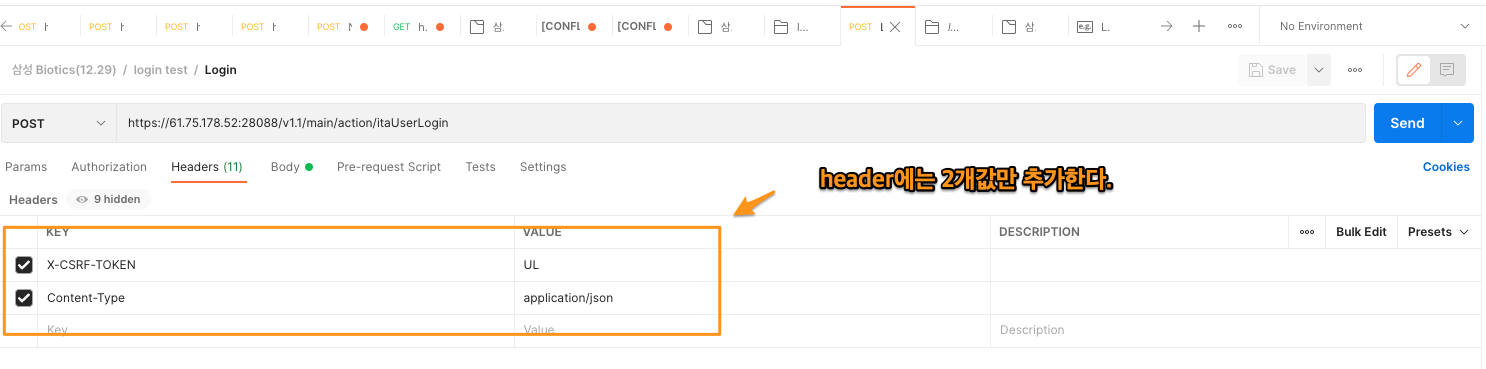 OST h POST h POST h POST h POST N GET h. 삼. [CONFL [CONFL 삼. I... POST L I... 삼. e.g. L. No Environment
삼성 Biotics(12.29) / login test / Login Save
POST https://61.75.178.52:28088/v1.1/main/action/itaUserLogin Send
Params Authorization Headers (11) Body Pre-request Script Tests Settings Cookies
header에는 2개값만 추가한다.
Headers 9 hidden
KEY VALUE DESCRIPTION Bulk Edit Presets
X-CSRF-TOKEN UL
Content-Type application/json
Key Value Description